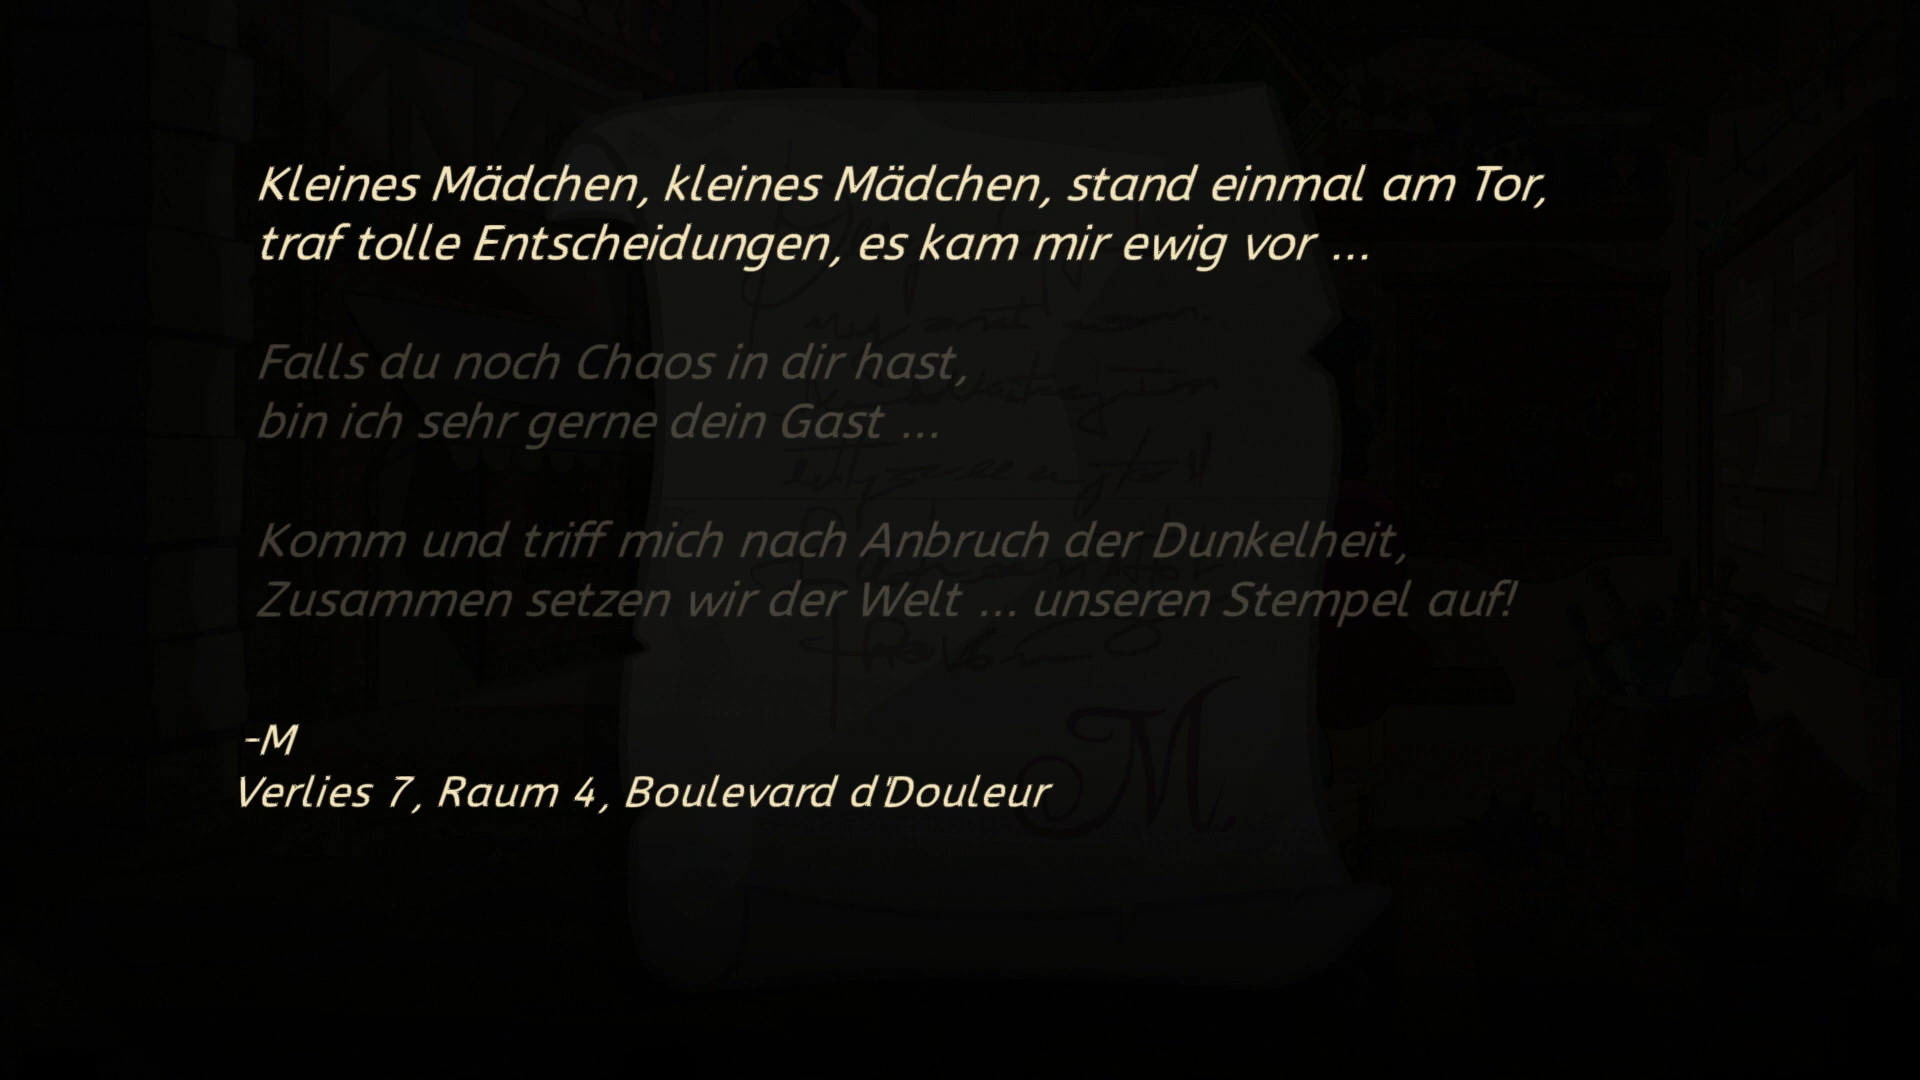 Kleines Mädchen, kleines Mädchen, stand einmal am Tor,
traf tolle Entscheidungen, es kam mir ewig vor ...
Falls du noch Chaos in dir hast,
bin ich sehr gerne dein Gast ...
Komm und triff mich nach Anbruch der Dunkelheit,
Zusammen setzen wir der Welt ... unseren Stempel auf!
-M
Verlies 7, Raum 4, Boulevard d'Douleur
M.